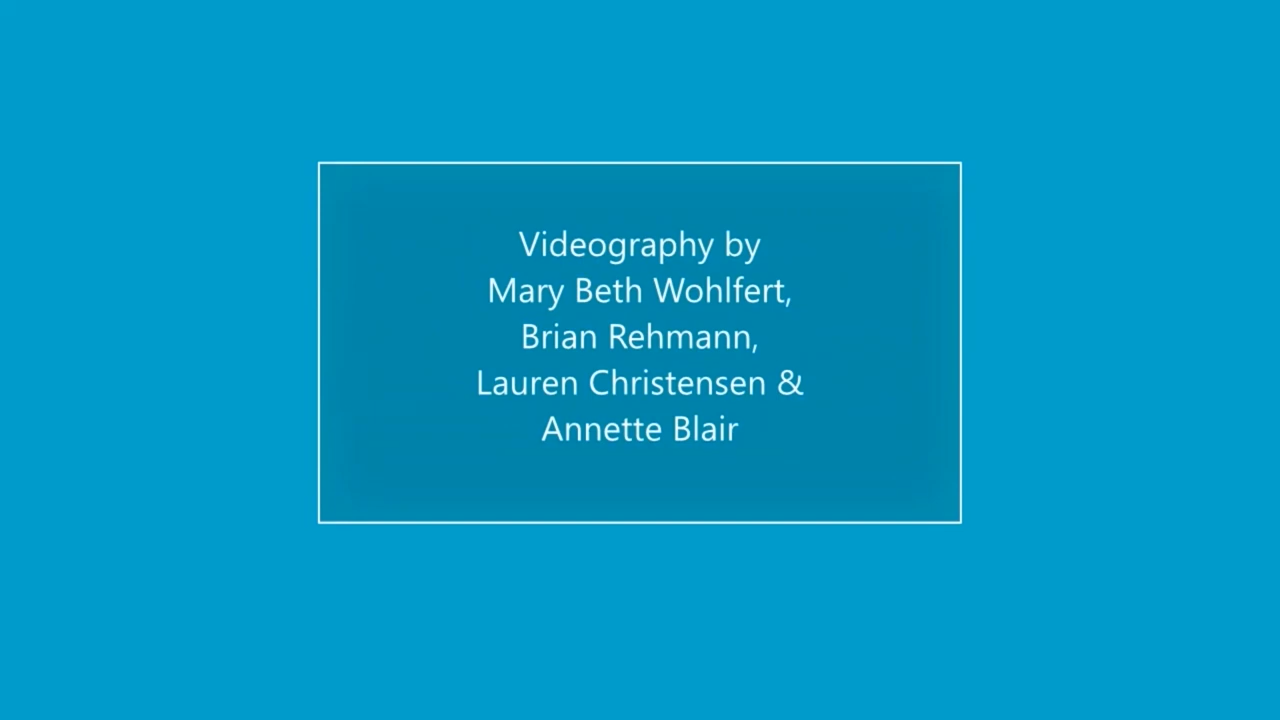 Videography by
Mary Beth Wohlfert,
Brian Rehmann,
Lauren Christensen &
Annette Blair